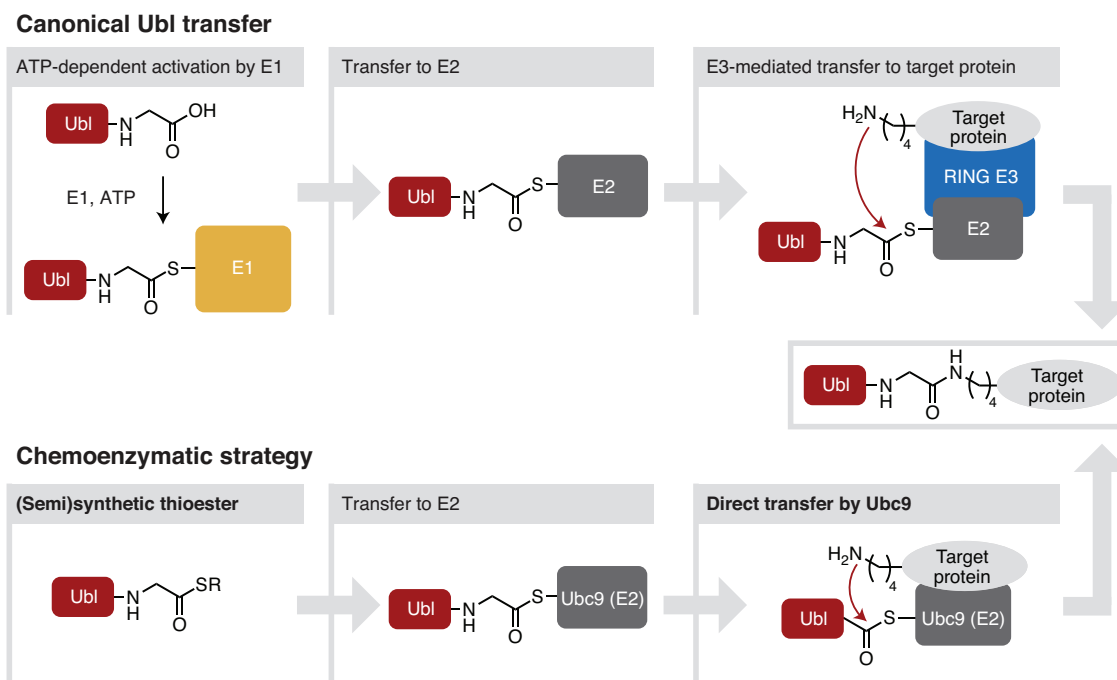 Canonical Ubl transfer
ATP-dependent activation by E1
Ubl
N
H
O
OH
E1, ATP
Ubl
N
H
O
S
E1
Transfer to E2
Ubl
N
H
O
S
E2
E3-mediated transfer to target protein
H2N
4
Target
protein
RING E3
Ubl
N
H
O
S
E2
Ubl
N
H
O
H
N
4
Target
protein
Chemoenzymatic strategy
(Semi)synthetic thioester
Ubl
N
H
O
SR
Transfer to E2
Ubl
N
H
O
S
Ubc9 (E2)
Direct transfer by Ubc9
H2N
4
Target
protein
Ubl
O
S
Ubc9 (E2)